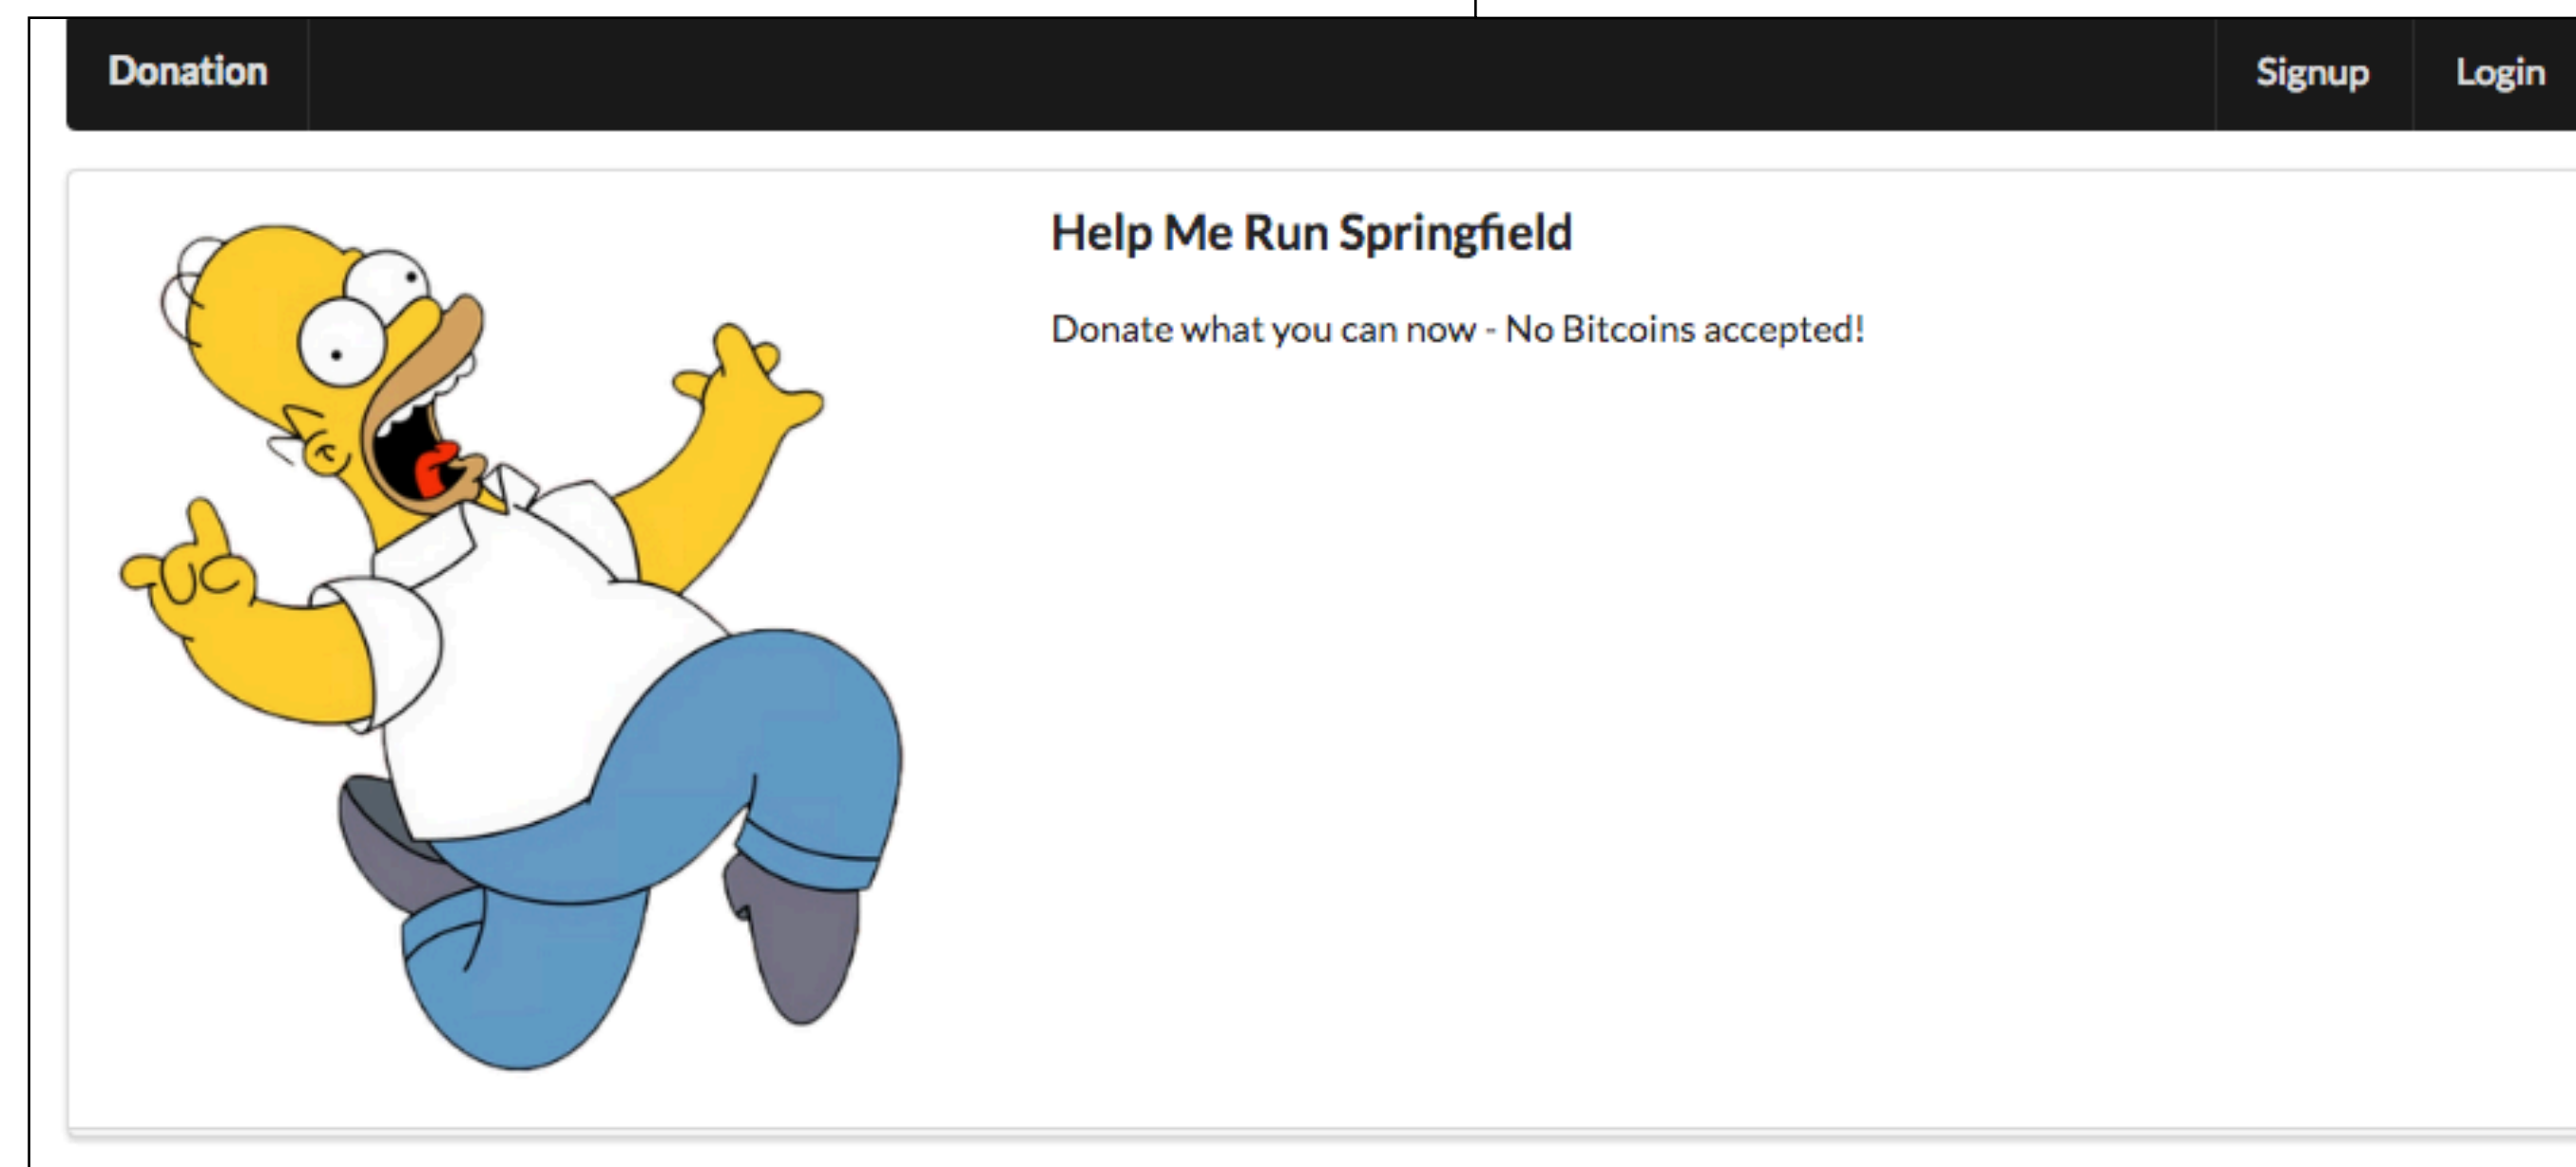 Donation
Signup
Login
Help Me Run Springfield
Donate what you can now - No Bitcoins accepted!